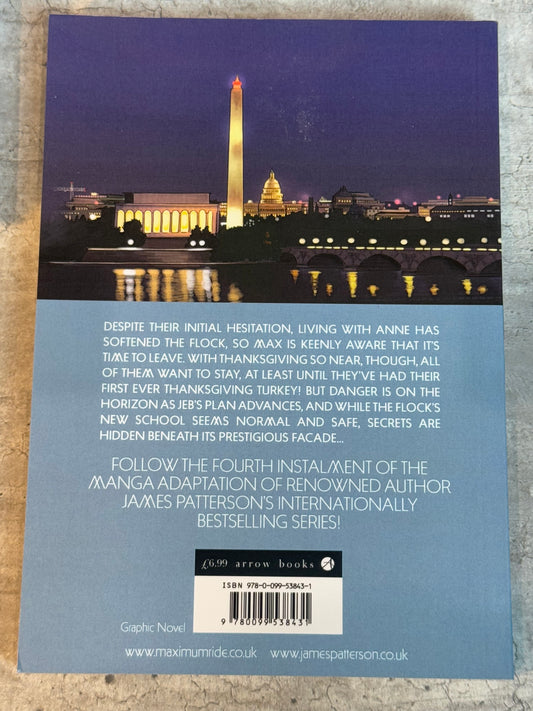 DESPITE THEIR INITIAL HESITATION, LIVING WITH ANNE HAS
SOFTENED THE FLOCK, SO MAX IS KEENLY AWARE THAT IT'S
TIME TO LEAVE. WITH THANKSGIVING SO NEAR, THOUGH, ALL
OF THEM WANT TO STAY, AT LEAST UNTIL THEY'VE HAD THEIR
FIRST EVER THANKSGIVING TURKEY! BUT DANGER IS ON THE
HORIZON AS JEB'S PLAN ADVANCES, AND WHILE THE FLOCK'S
NEW SCHOOL SEEMS NORMAL AND SAFE, SECRETS ARE
HIDDEN BENEATH ITS PRESTIGIOUS FACADE...
FOLLOW THE FOURTH INSTALMENT OF THE
MANGA ADAPTATION OF RENOWNED AUTHOR
JAMES PATTERSON'S INTERNATIONALLY
BESTSELLING SERIES!
£6.99 arrow books
ISBN 978-0-099-53843-1
9 780099 538431
Graphic Novel
www.maximumride.co.uk www.jamespatterson.co.uk